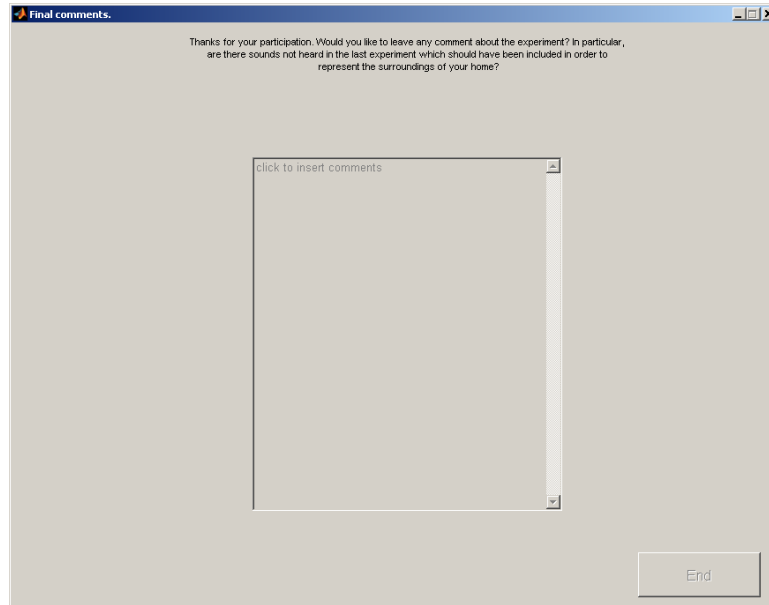 Final comments.
Thanks for your participation. Would you like to leave any comment about the experiment? In particular,
are there sounds not heard in the last experiment which should have been included in order to
represent the surroundings of your home?
click to insert comments
End